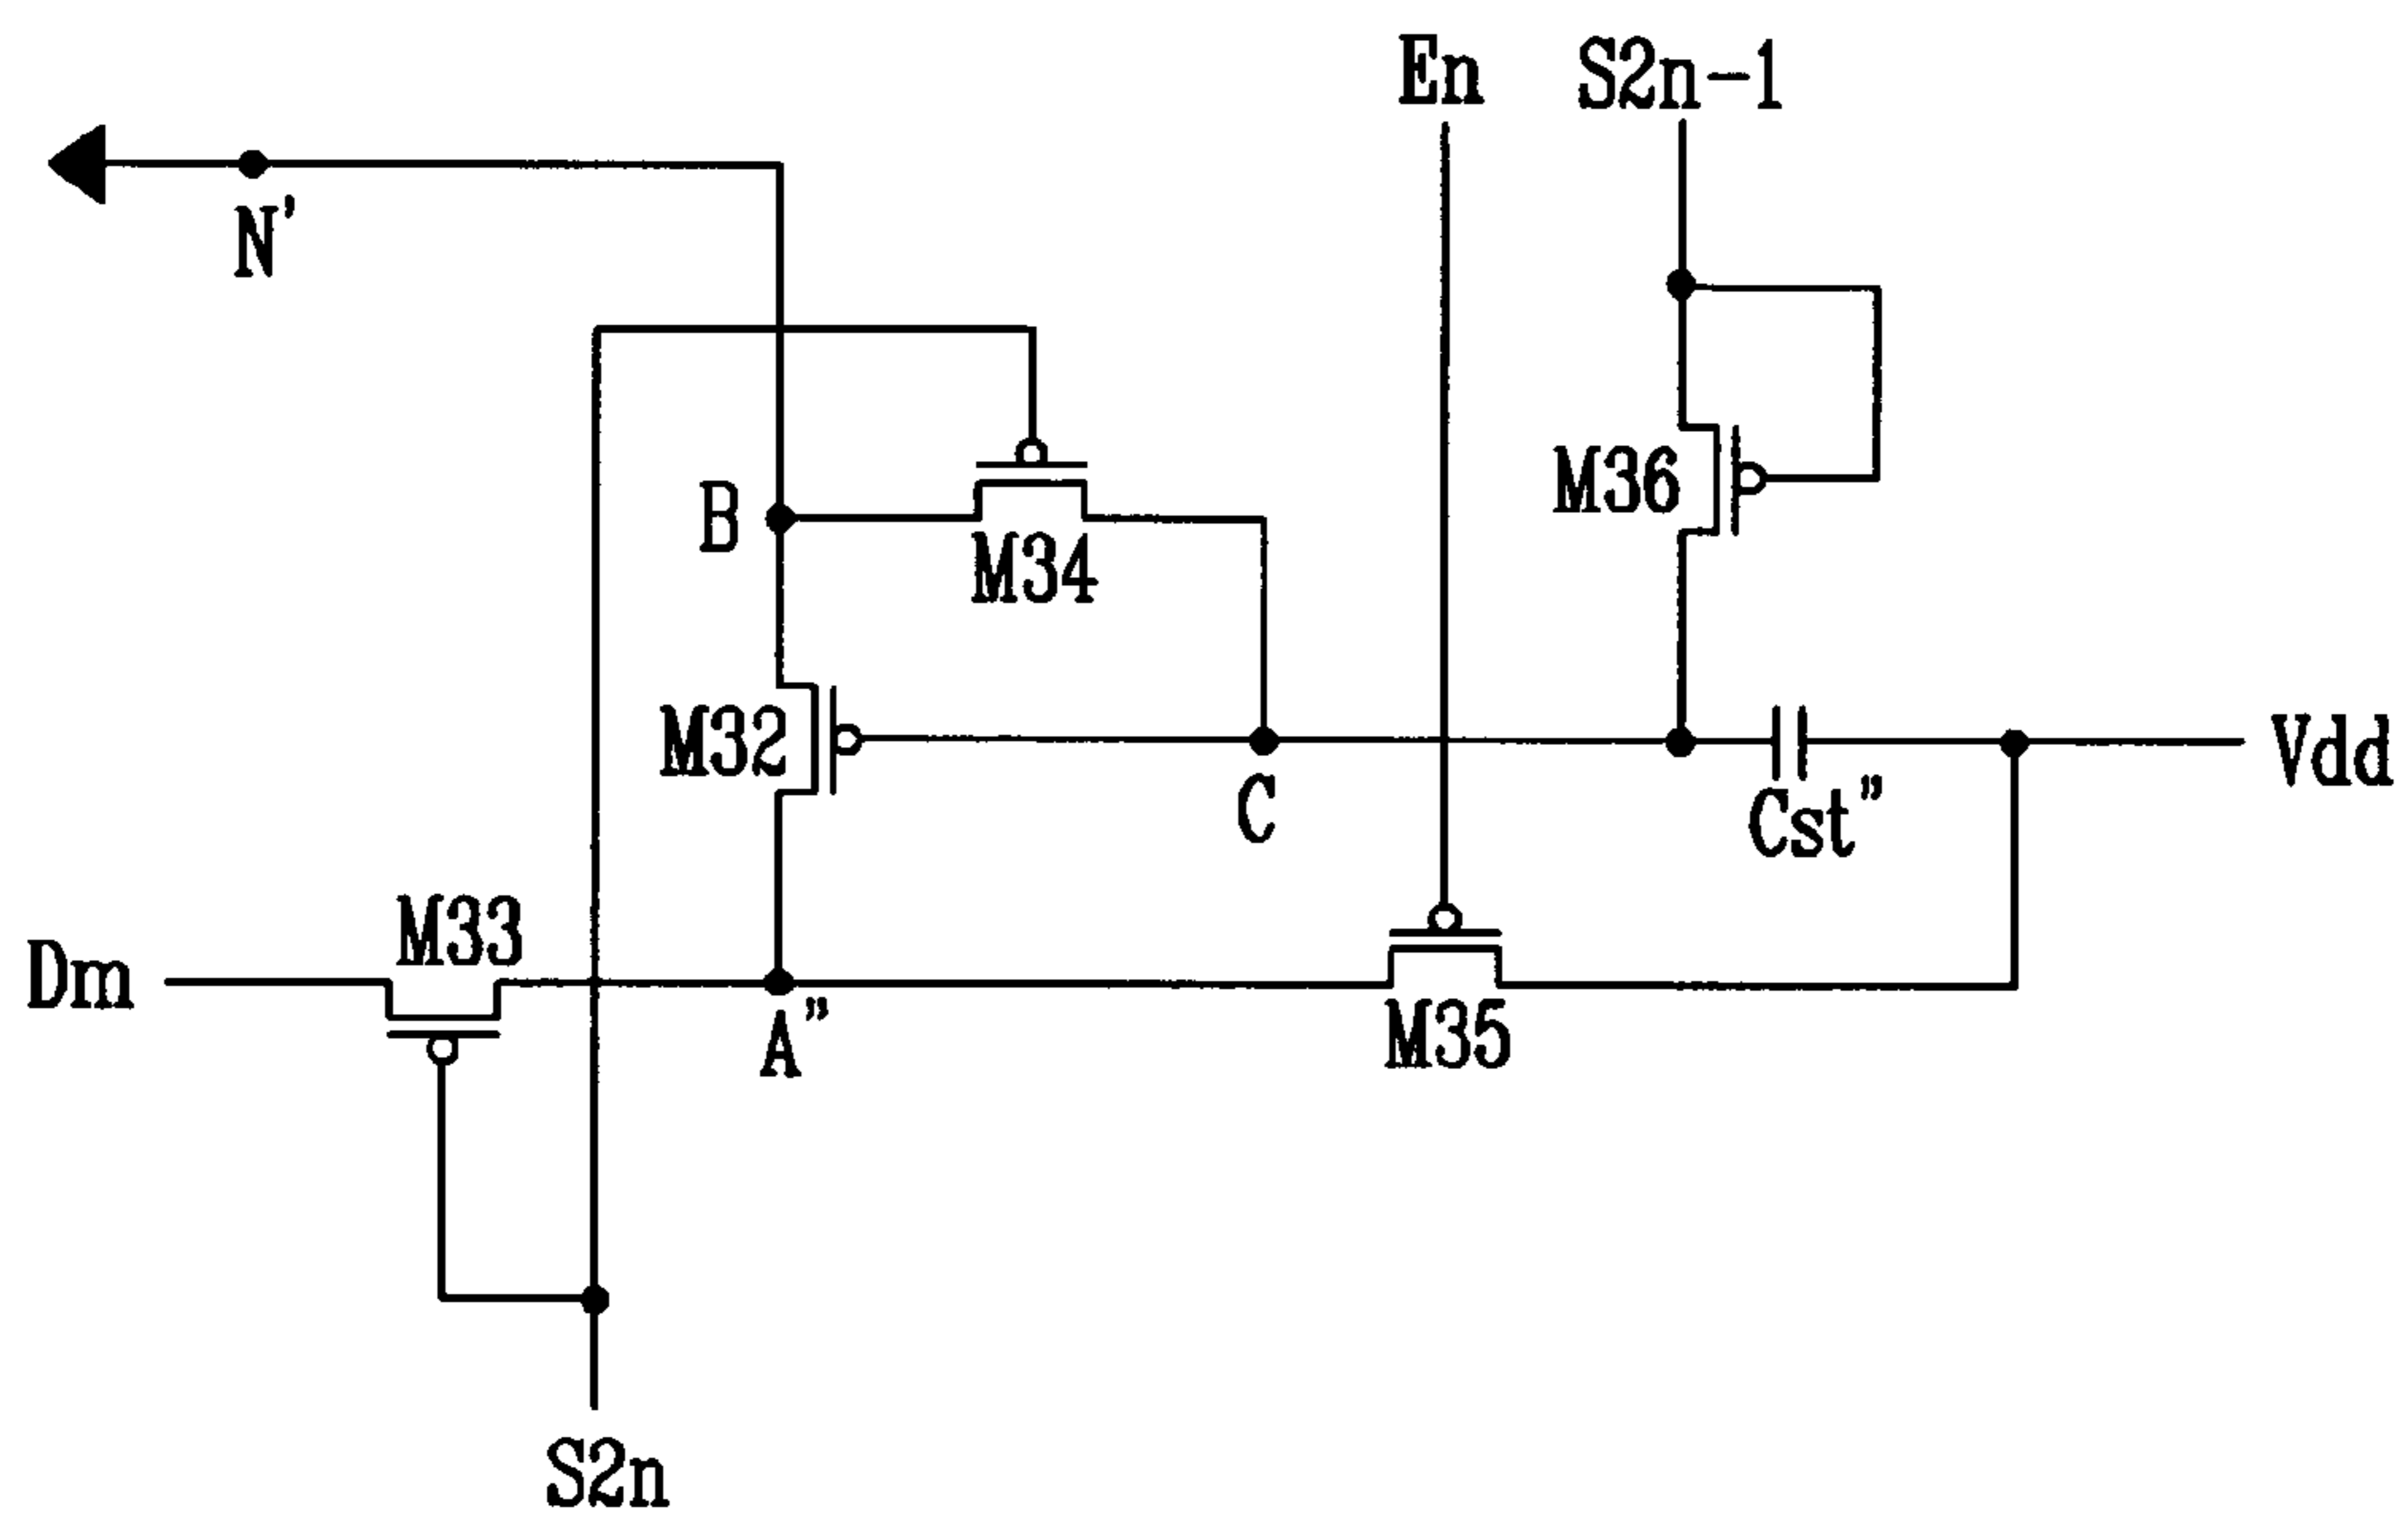 En
S2n-1
N'
B
M34
M36
M32
C
Cst"
Vdd
M33
Dm
A"
M35
S2n